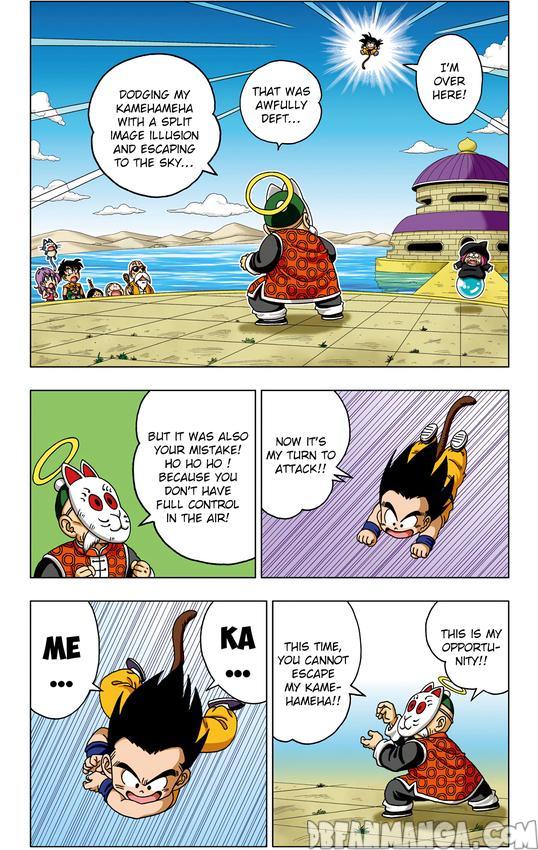 I'M
OVER
HERE!
THAT WAS
AWFULLY
DEFT...
DODGING MY
KAMEHAMEHA
WITH A SPLIT
IMAGE ILLUSION
AND ESCAPING
TO THE SKY...
NOW IT'S
MY TURN TO
ATTACK!!
BUT IT WAS ALSO
YOUR MISTAKE!
HO HO HO !
BECAUSE YOU
DON'T HAVE
FULL CONTROL
IN THE AIR!
THIS IS MY
OPPORTU-
NITY!!
THIS TIME,
YOU CANNOT
ESCAPE
MY KAME-
HAMEHA!!
KA
...
ME
...
DBFANMANGA.COM